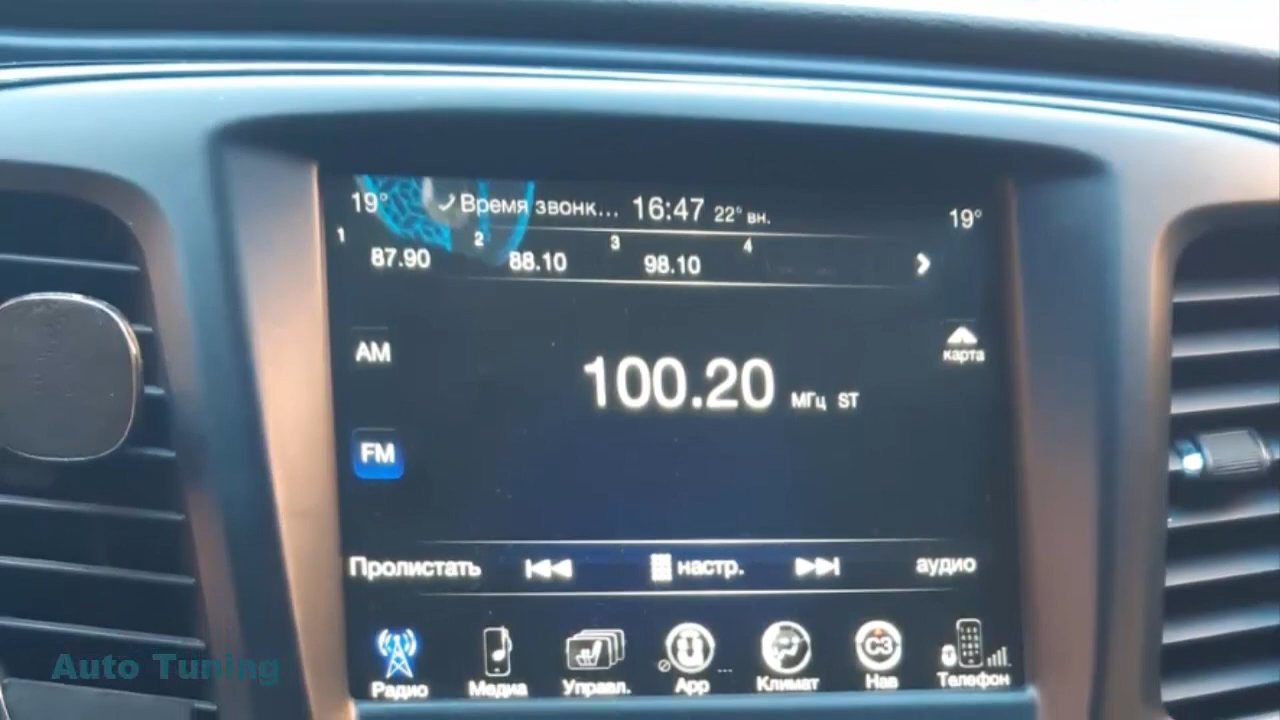 19° Время звонк... 16:47 22° вн. 19°
1 2 3 4
87.90 88.10 98.10
AM
карта
100.20 МГц ST
FM
Пролистать настр. аудио
СЗ
Радио Медиа Управл. App Климат Нав Телефон
Auto Tuning